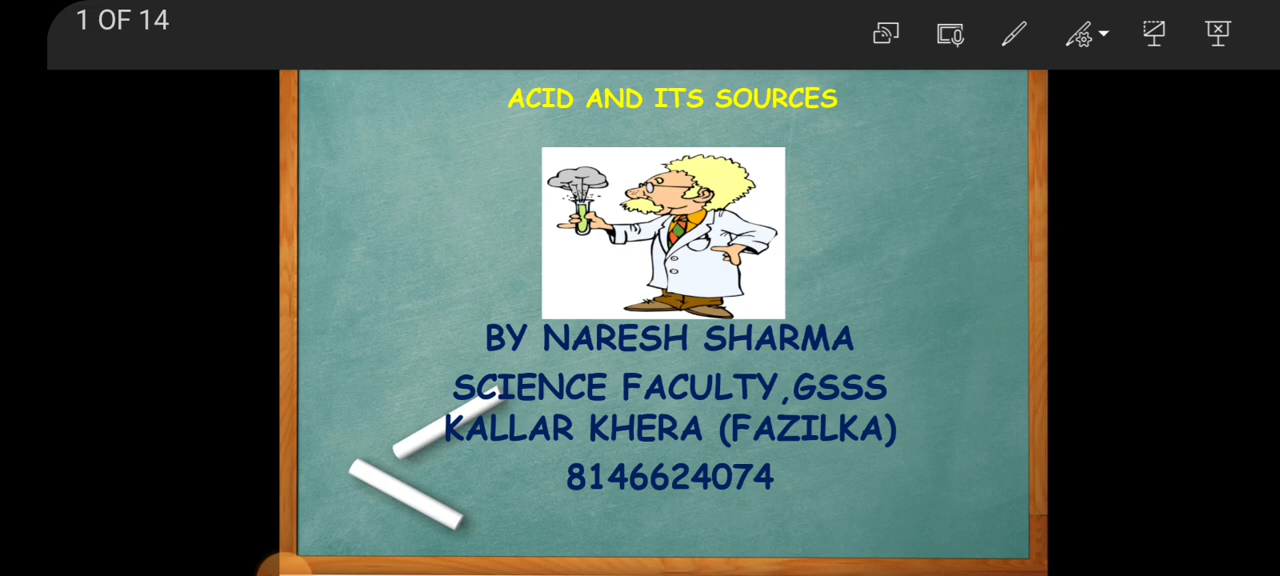 1 OF 14
ACID AND ITS SOURCES
BY NARESH SHARMA
SCIENCE FACULTY,GSSS
KALLAR KHERA (FAZILKA)
8146624074